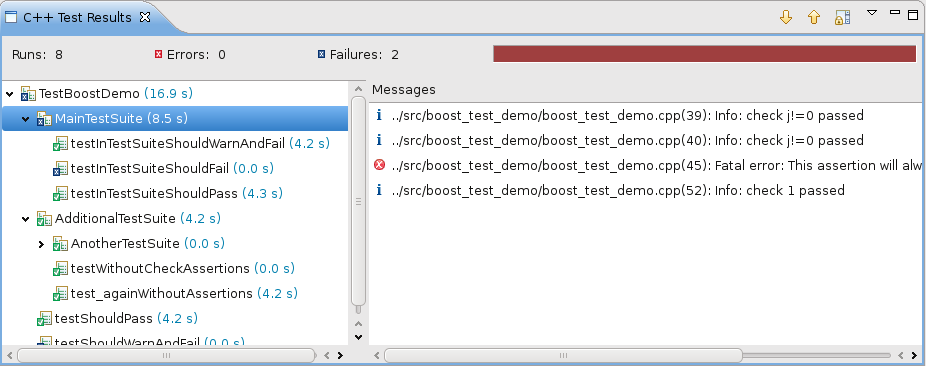 C++ Test Results
Runs: 8 Errors: 0 Failures: 2
TestBoostDemo (16.9 s)
MainTestSuite (8.5 s)
testInTestSuiteShouldWarnAndFail (4.2 s)
testInTestSuiteShouldFail (0.0 s)
testInTestSuiteShouldPass (4.3 s)
AdditionalTestSuite (4.2 s)
AnotherTestSuite (0.0 s)
testWithoutCheckAssertions (0.0 s)
test_againWithoutAssertions (4.2 s)
testShouldPass (4.2 s)
testShouldWarnAndFail (0.0 s)
Messages
../src/boost_test_demo/boost_test_demo.cpp(39): Info: check j!=0 passed
../src/boost_test_demo/boost_test_demo.cpp(40): Info: check j!=0 passed
../src/boost_test_demo/boost_test_demo.cpp(45): Fatal error: This assertion will alw
../src/boost_test_demo/boost_test_demo.cpp(52): Info: check 1 passed